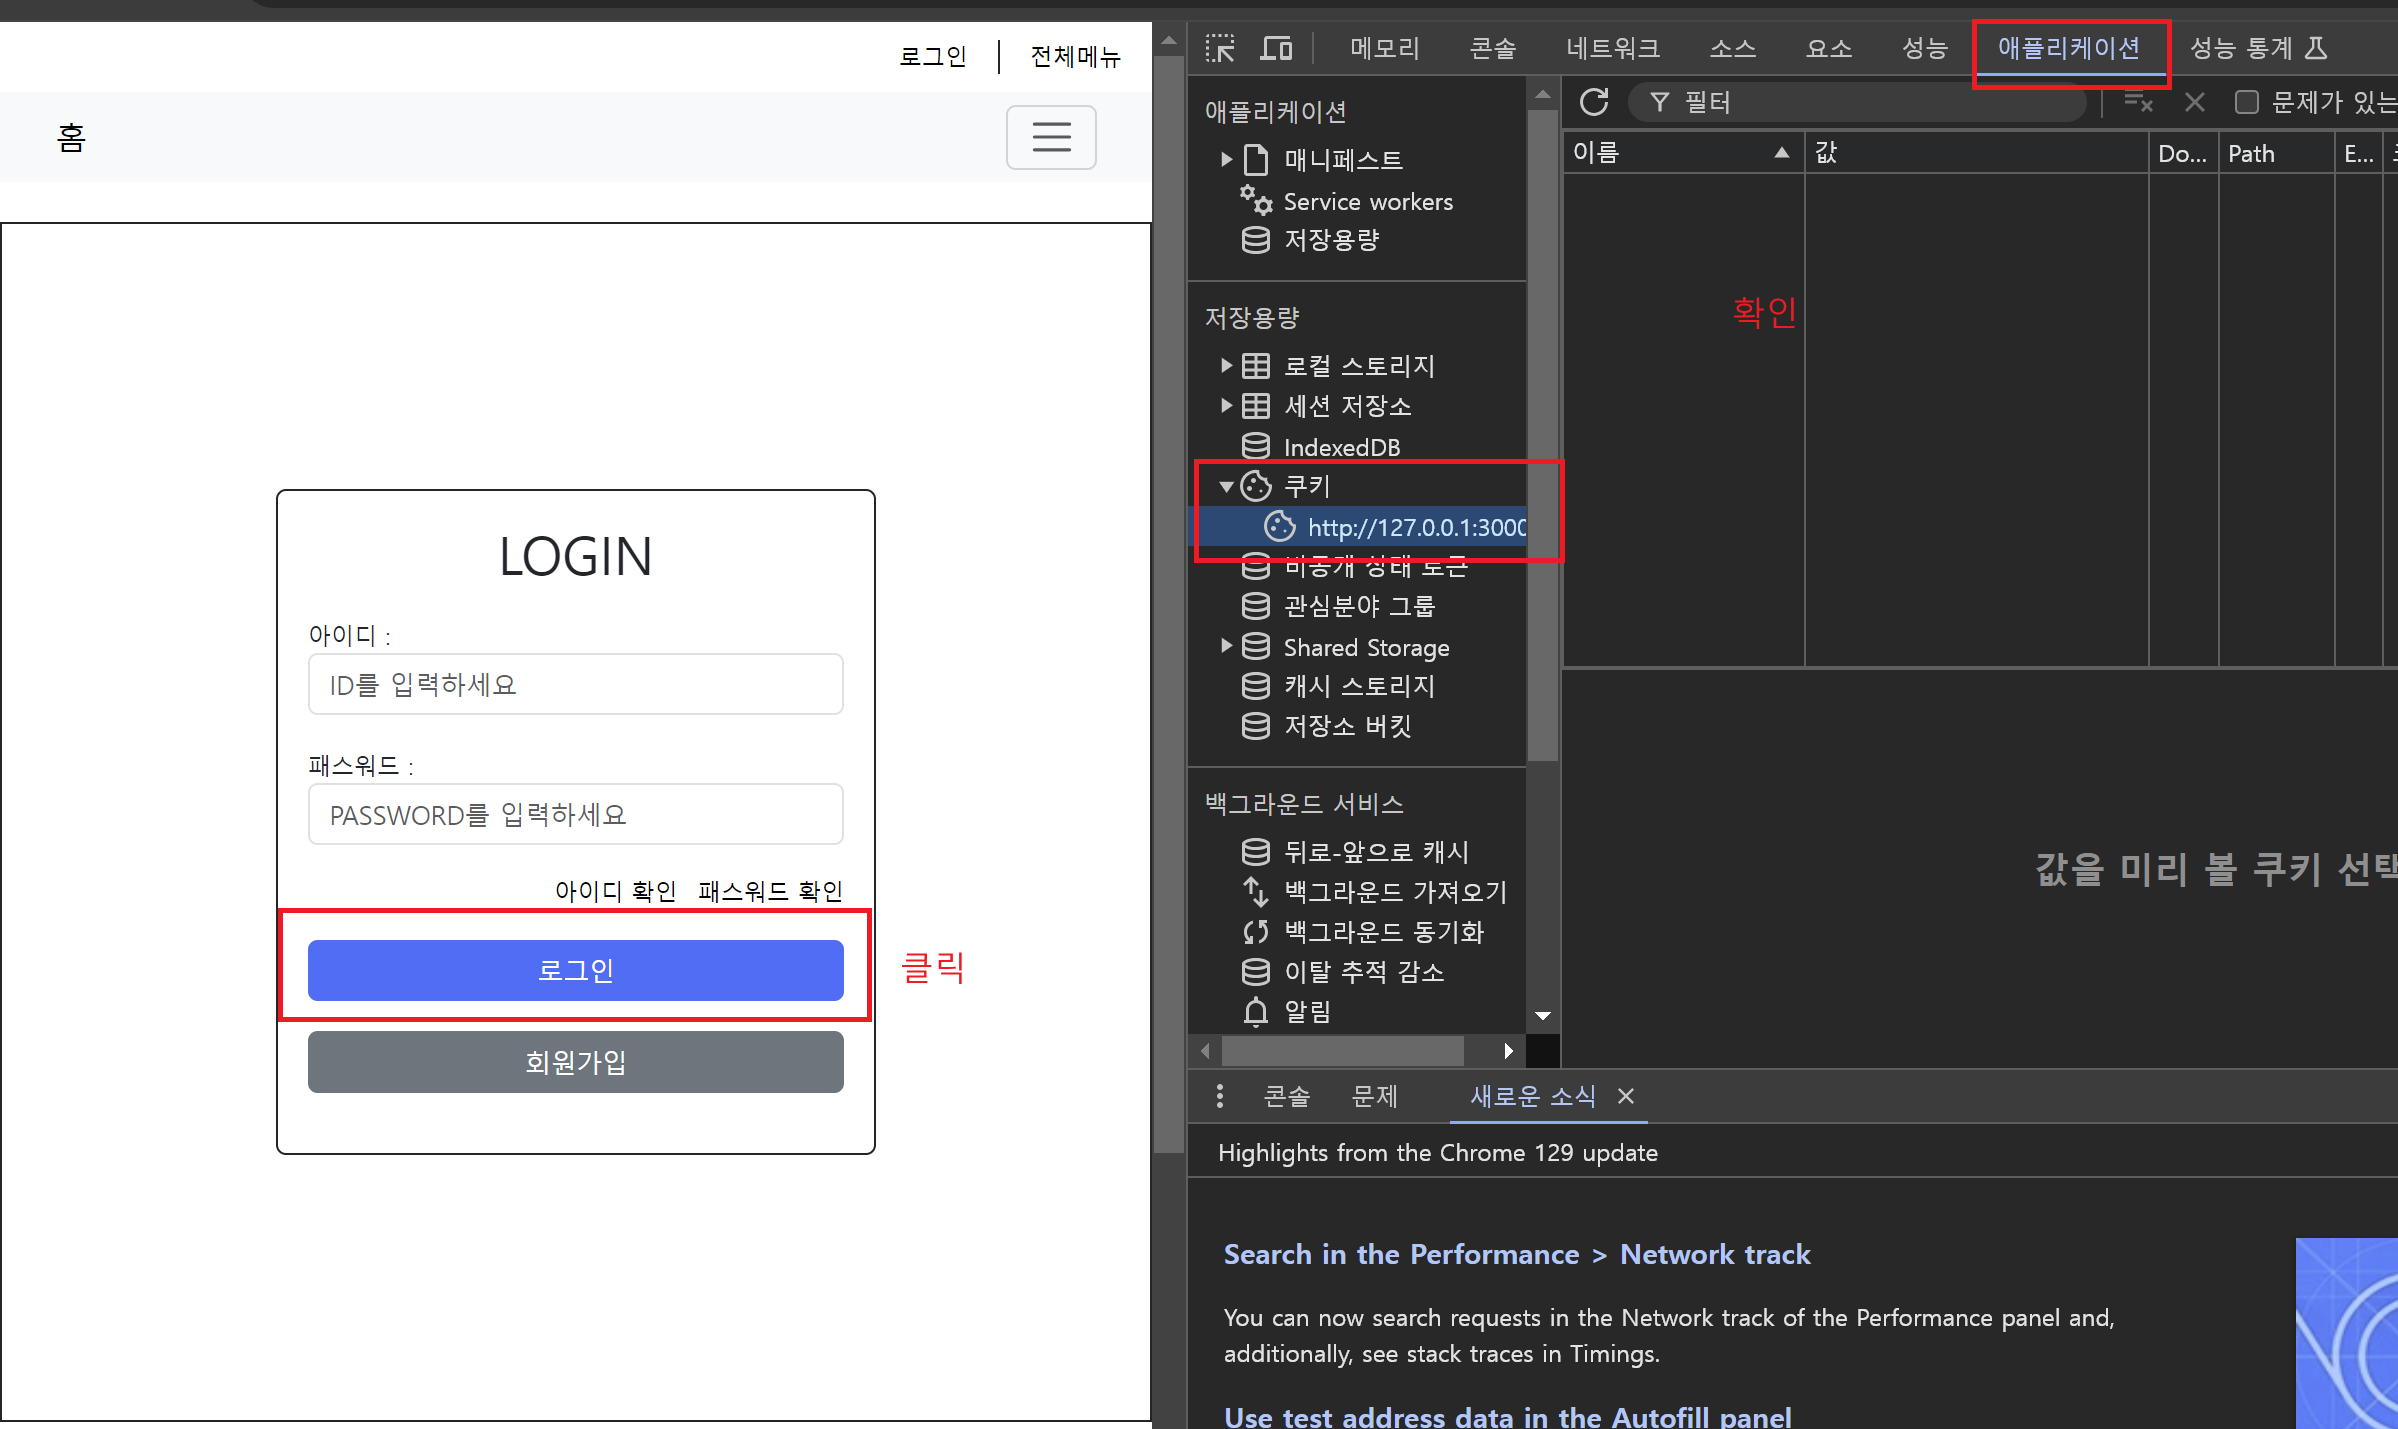 로그인
전체메뉴
홈
LOGIN
아이디 :
ID를 입력하세요
패스워드 :
PASSWORD를 입력하세요
아이디 확인 패스워드 확인
로그인
클릭
회원가입
메모리 콘솔 네트워크 소스 요소 성능 애플리케이션 성능 통계
애플리케이션
매니페스트
Service workers
저장용량
저장용량
로컬 스토리지
세션 저장소
IndexedDB
쿠키
http://127.0.0.1:3000
비공개 상태 토큰
관심분야 그룹
Shared Storage
캐시 스토리지
저장소 버킷
백그라운드 서비스
뒤로-앞으로 캐시
백그라운드 가져오기
백그라운드 동기화
이탈 추적 감소
알림
필터
문제가 있는
이름 값 Do... Path E...
확인
값을 미리 볼 쿠키 선택
콘솔 문제 새로운 소식
Highlights from the Chrome 129 update
Search in the Performance > Network track
You can now search requests in the Network track of the Performance panel and,
additionally, see stack traces in Timings.
Use test address data in the Autofill panel